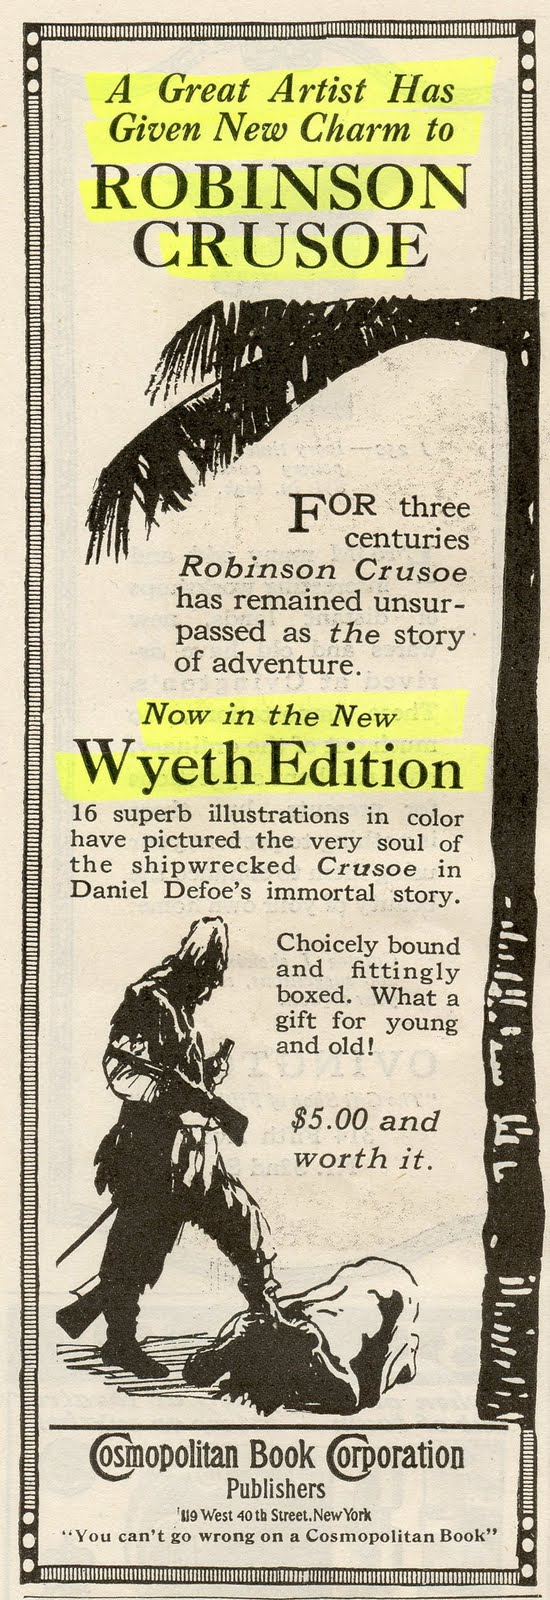 A Great Artist Has
Given New Charm to
ROBINSON
CRUSOE
FOR three
centuries
Robinson Crusoe
has remained unsur-
passed as the story
of adventure.
Now in the New
Wyeth Edition
16 superb illustrations in color
have pictured the very soul of
the shipwrecked Crusoe in
Daniel Defoe's immortal story.
Choicely bound
and fittingly
boxed. What a
gift for young
and old!
$5.00 and
worth it.
Cosmopolitan Book Corporation
Publishers
119 West 40th Street, New York
"You can't go wrong on a Cosmopolitan Book"